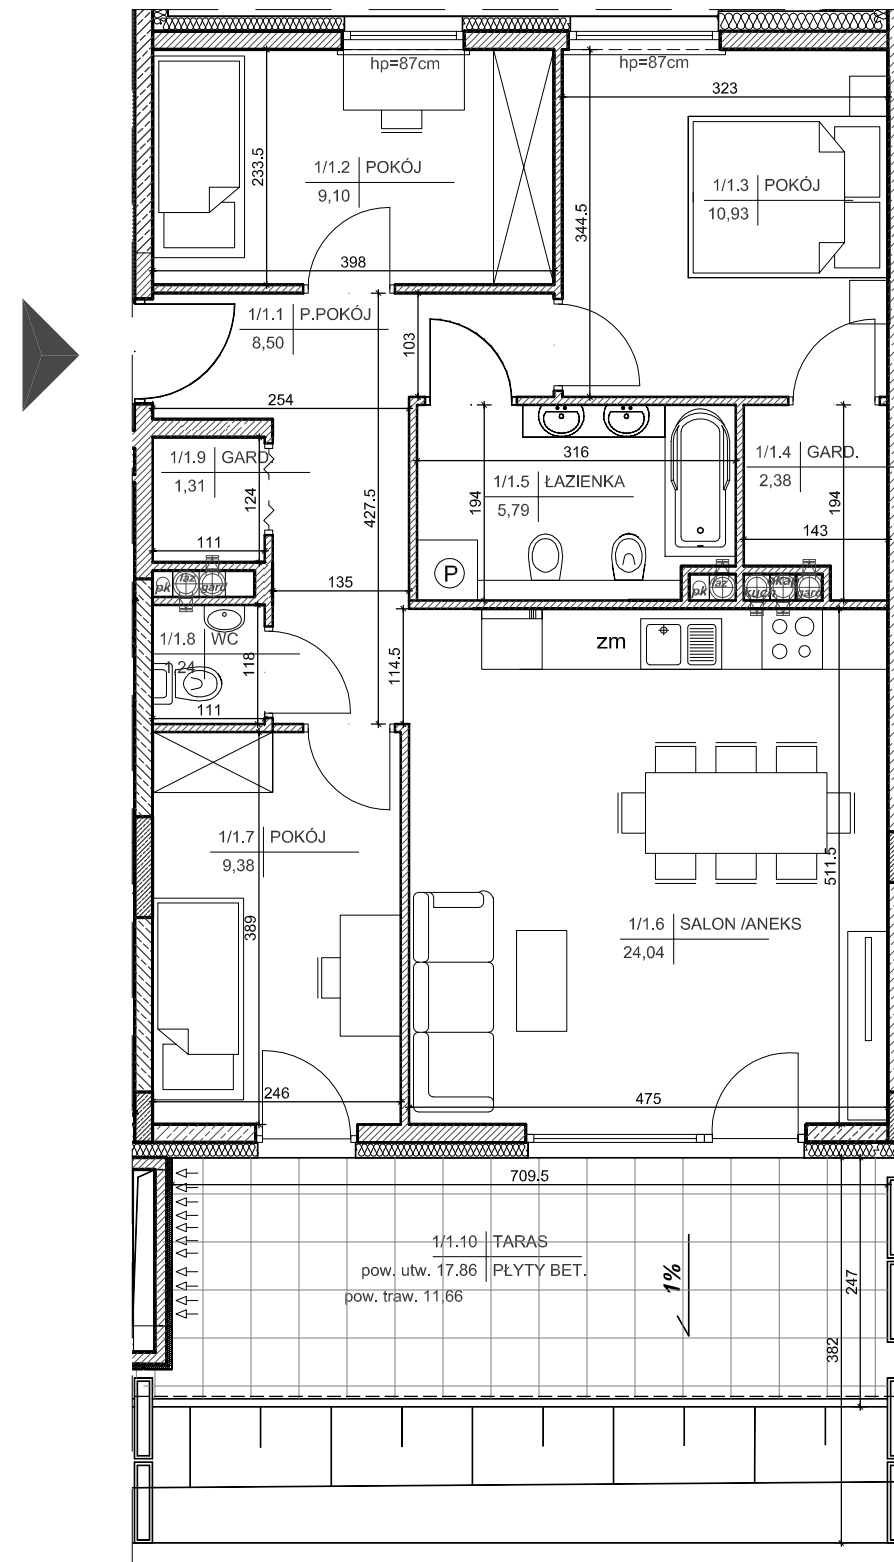 hp=87cm
hp=87cm
323
233.5
1/1.2 POKÓJ
9,10
344.5
1/1.3 POKÓJ
10,93
398
1/1.1 P.POKÓJ
8,50
103
254
316
1/1.9 GARD.
1,31
124
111
427.5
194
1/1.5 ŁAZIENKA
5,79
1/1.4 GARD.
2,38
194
143
P
pk łaz gard
135
pk łaz kuch okap gard
1/1.8 WC
1,24
118
111
114.5
zm
1/1.7 POKÓJ
9,38
389
511.5
1/1.6 SALON /ANEKS
24,04
246
475
709.5
1/1.10 TARAS
pow. utw. 17.86 PŁYTY BET.
pow. traw. 11,66
1%
247
382